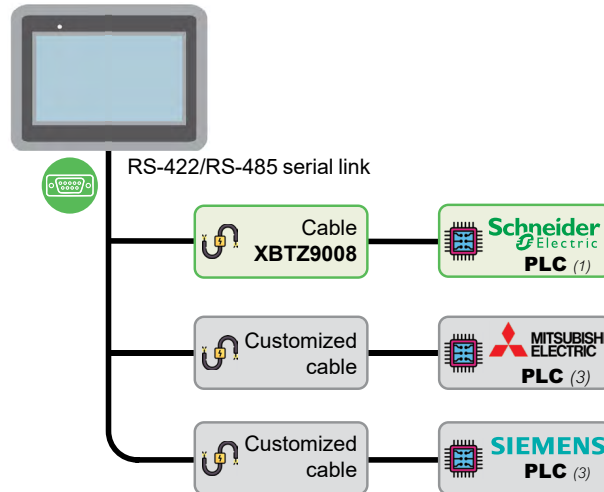 RS-422/RS-485 serial link
Cable
XBTZ9008
Schneider
Electric
PLC (1)
Customized
cable
MITSUBISHI
ELECTRIC
PLC (3)
Customized
cable
SIEMENS
PLC (3)